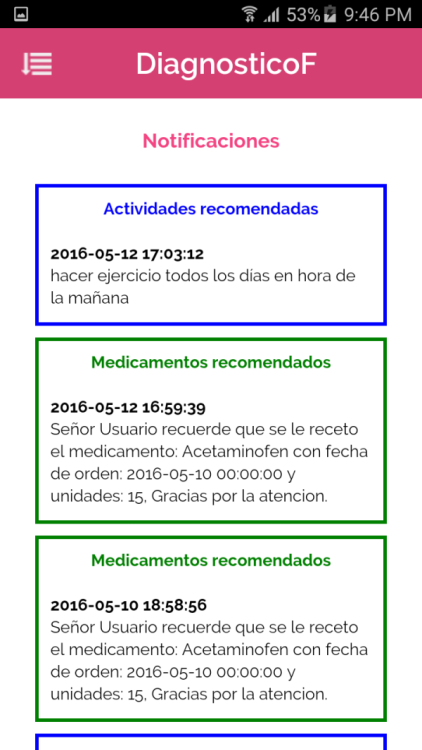 53% 9:46 PM
DiagnosticoF
Notificaciones
Actividades recomendadas
2016-05-12 17:03:12
hacer ejercicio todos los días en hora de
la mañana
Medicamentos recomendados
2016-05-12 16:59:39
Señor Usuario recuerde que se le receto
el medicamento: Acetaminofen con fecha
de orden: 2016-05-10 00:00:00 y
unidades: 15, Gracias por la atencion.
Medicamentos recomendados
2016-05-10 18:58:56
Señor Usuario recuerde que se le receto
el medicamento: Acetaminofen con fecha
de orden: 2016-05-10 00:00:00 y
unidades: 15, Gracias por la atencion.